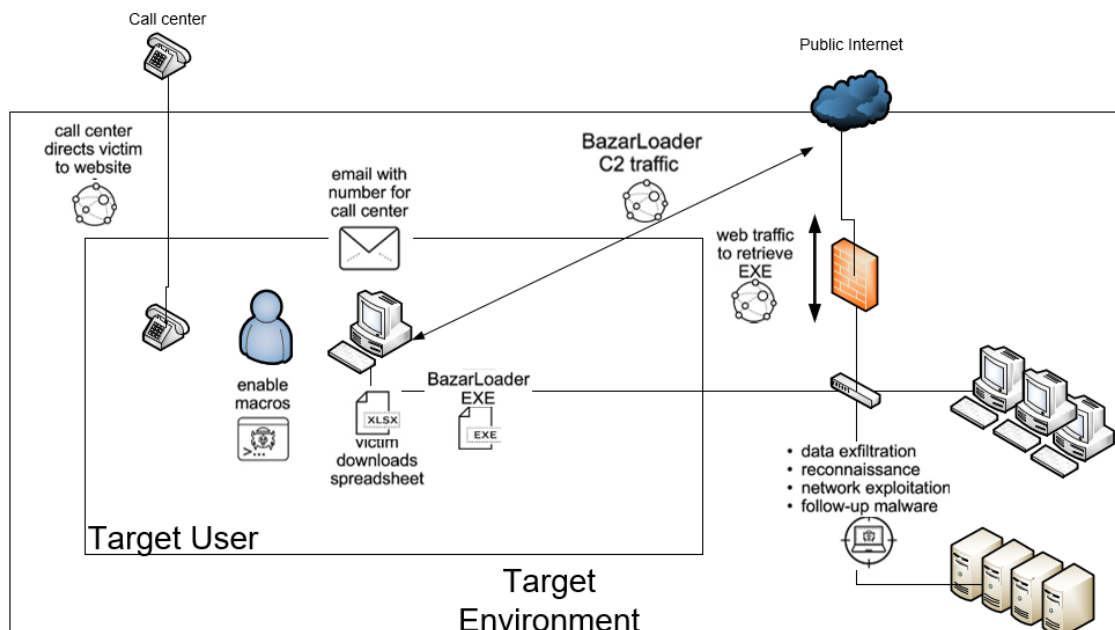 Call center
Public Internet
call center
directs victim
to website
email with
number for
call center
BazarLoader
C2 traffic
web traffic
to retrieve
EXE
enable
macros
>...
XLSX
victim
downloads
spreadsheet
BazarLoader
EXE
EXE
• data exfiltration
• reconnaissance
• network exploitation
• follow-up malware
Target User
Target
Environment